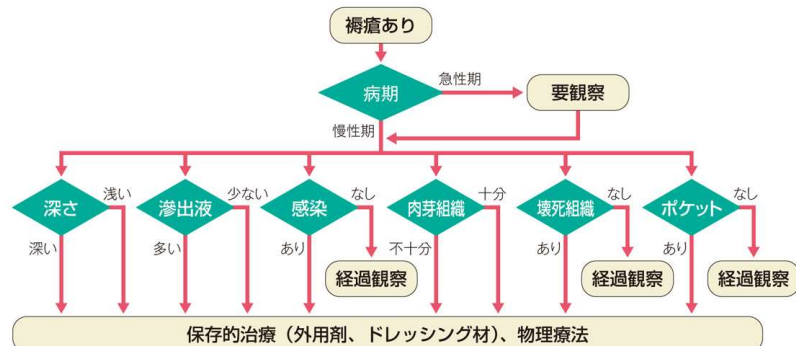 褥瘡あり
病期
急性期
要観察
慢性期
深さ
浅い
深い
滲出液
少ない
多い
感染
なし
あり
経過観察
肉芽組織
十分
不十分
壊死組織
なし
あり
経過観察
ポケット
なし
あり
経過観察
保存的治療（外用剤、ドレッシング材）、物理療法